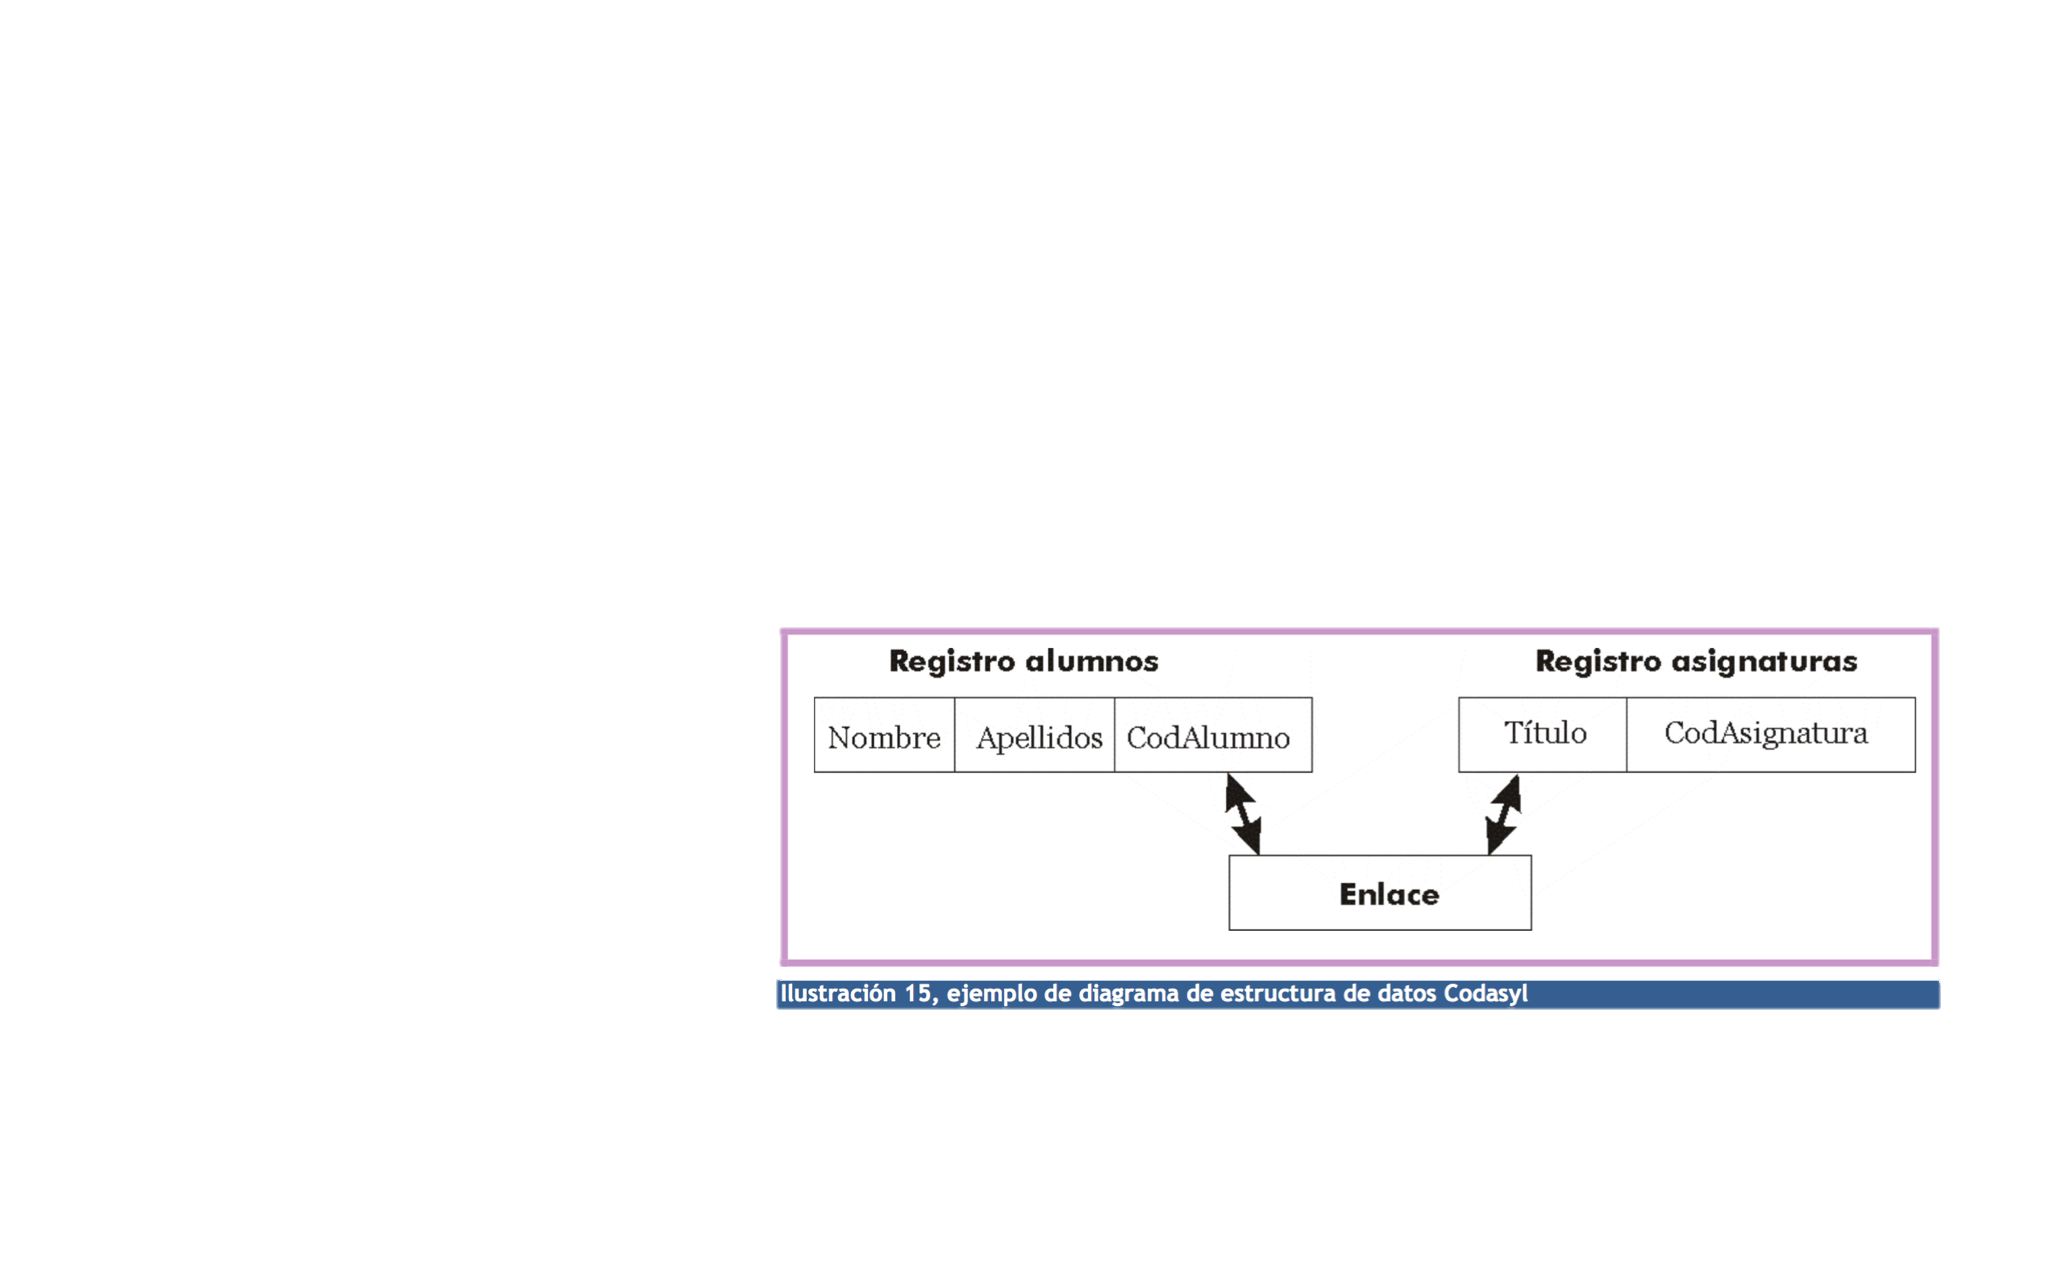 Registro alumnos
Registro asignaturas
Nombre Apellidos CodAlumno
Título CodAsignatura
Enlace
Ilustración 15, ejemplo de diagrama de estructura de datos Codasyl